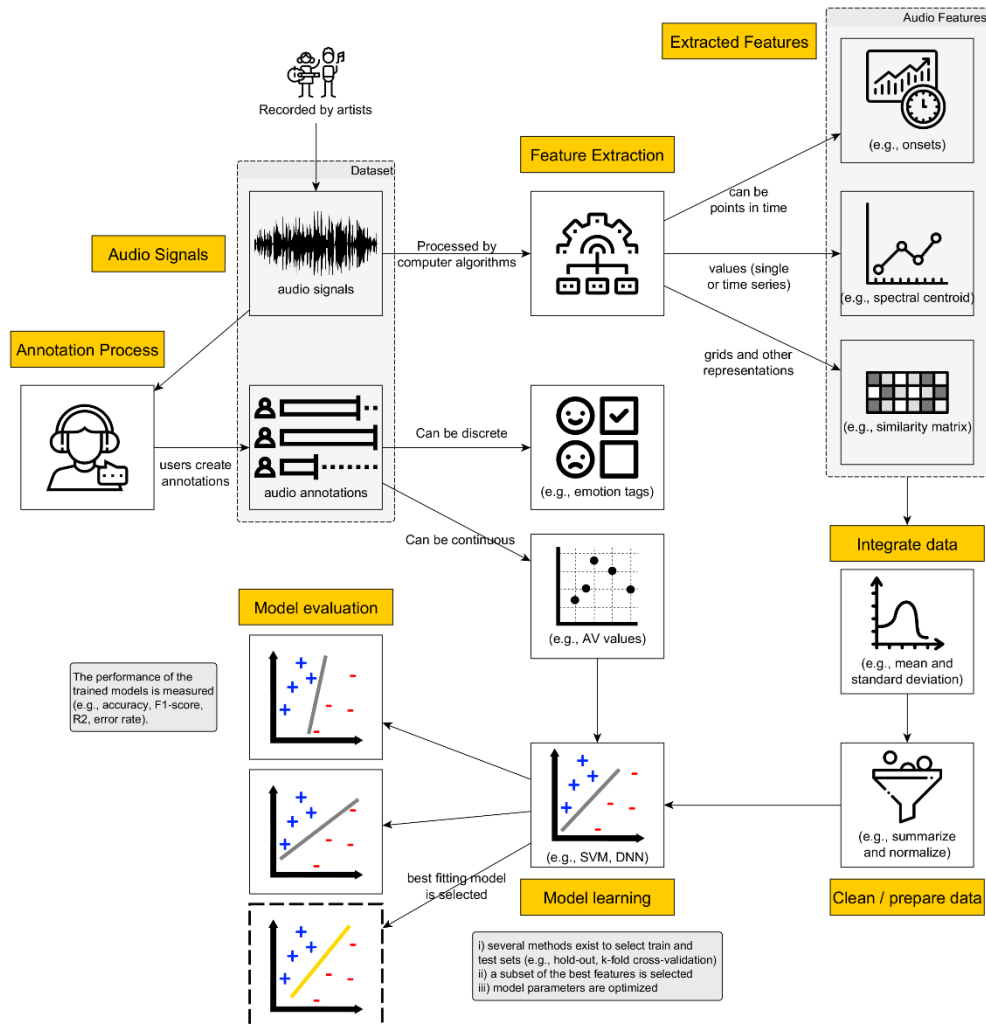 Audio Features
Extracted Features
(e.g., onsets)
Recorded by artists
Feature Extraction
can be
points in time
Dataset
Audio Signals
audio signals
Processed by
computer algorithms
values (single
or time series)
(e.g., spectral centroid)
Annotation Process
grids and other
representations
(e.g., similarity matrix)
users create
annotations
audio annotations
Can be discrete
(e.g., emotion tags)
Can be continuous
(e.g., AV values)
Integrate data
(e.g., mean and
standard deviation)
Model evaluation
The performance of the
trained models is measured
(e.g., accuracy, F1-score,
R2, error rate).
(e.g., summarize
and normalize)
Clean / prepare data
(e.g., SVM, DNN)
Model learning
best fitting model
is selected
i) several methods exist to select train and
test sets (e.g., hold-out, k-fold cross-validation)
ii) a subset of the best features is selected
iii) model parameters are optimized